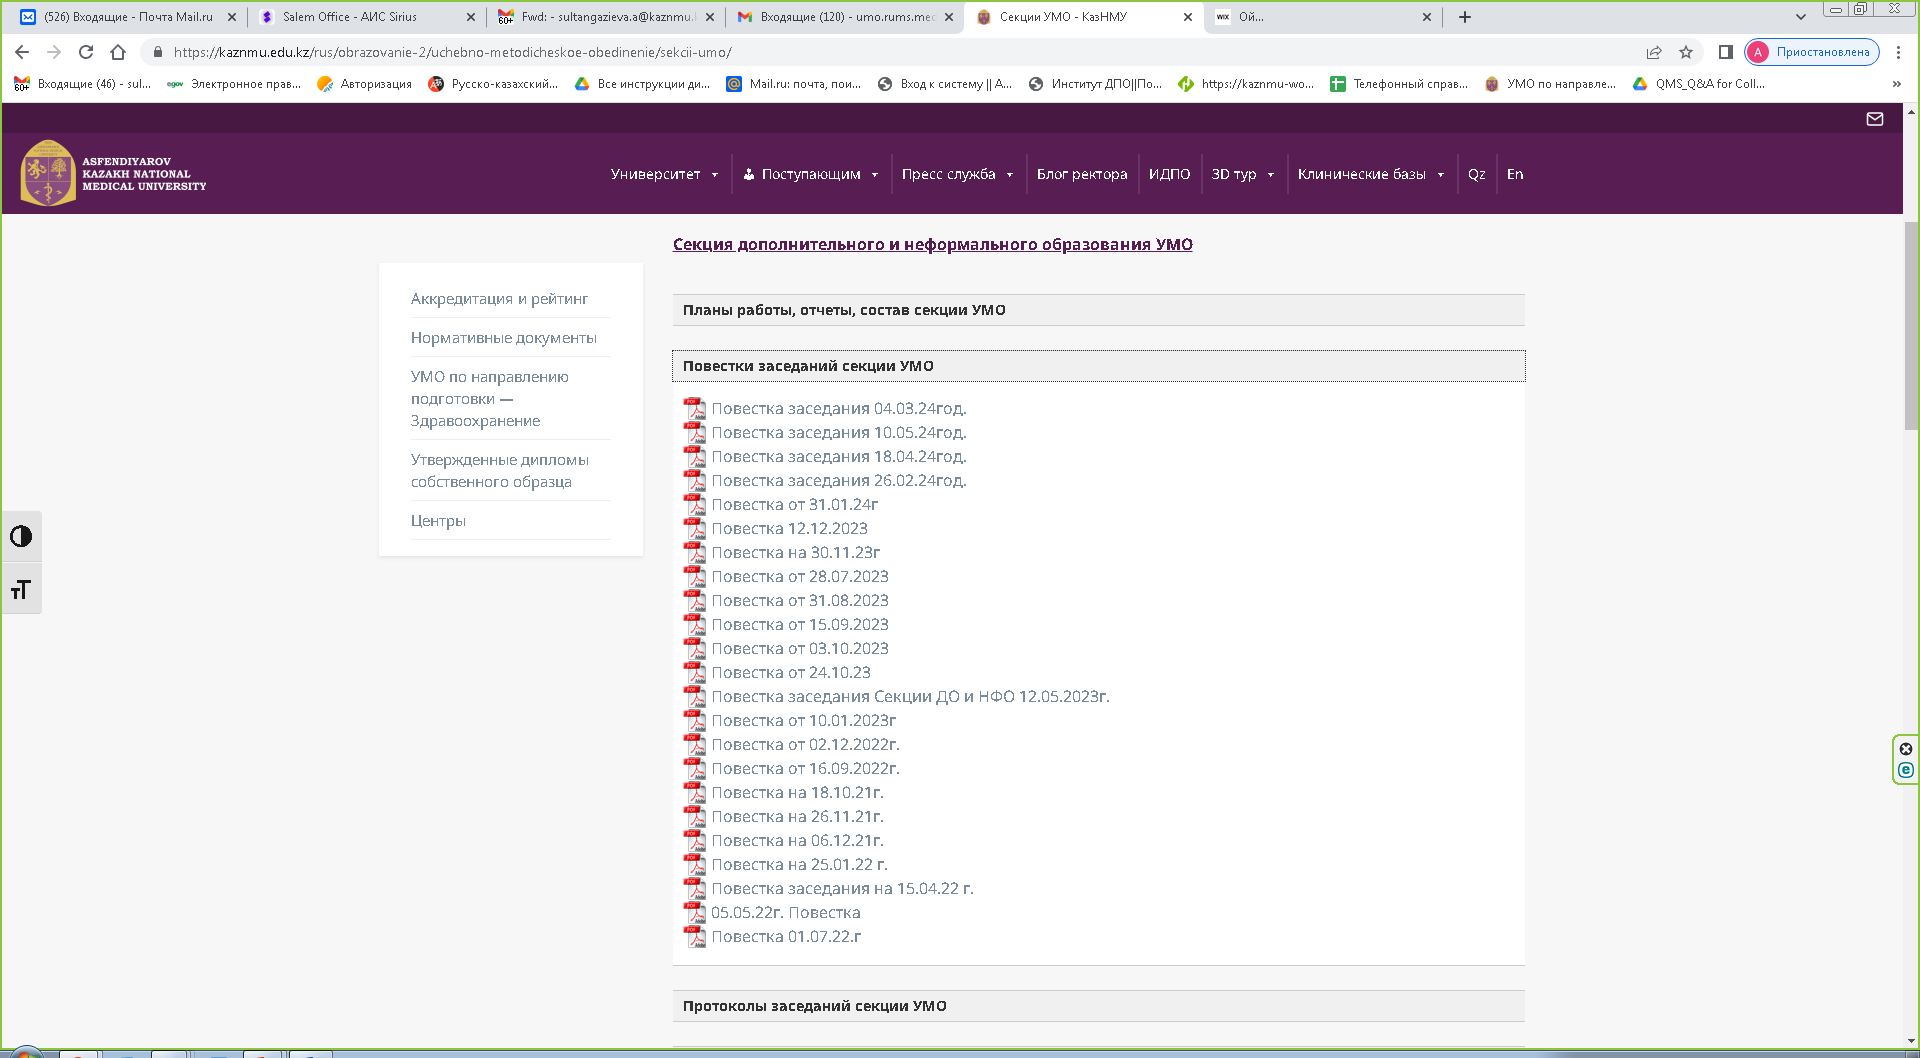 (526) Входящие - Почта Mail.ru
Salem Office - АИС Sirius
Fwd: - sultangazieva.a@kaznmu.
Входящие (120) - umo.rums.med
Секции УМО - КазНМУ
WIX Ой...
https://kaznmu.edu.kz/rus/obrazovanie-2/uchebno-metodicheskoe-obedinenie/sekcii-umo/
А Приостановлена
Входящие (46) - sul...
egov Электронное прав...
Авторизация
Русско-казахский...
Все инструкции ди...
Mail.ru: почта, пои...
Вход к систему || А...
Институт ДПО||По...
https://kaznmu-wo...
Телефонный справ...
УМО по направле...
QMS_Q&A for Coll...
»
ASFENDIYAROV
KAZAKH NATIONAL
MEDICAL UNIVERSITY
Университет
Поступающим
Пресс служба
Блог ректора
ИДПО
3D тур
Клинические базы
Qz
En
Аккредитация и рейтинг
Нормативные документы
УМО по направлению
подготовки —
Здравоохранение
Утвержденные дипломы
собственного образца
Центры
Секция дополнительного и неформального образования УМО
Планы работы, отчеты, состав секции УМО
Повестки заседаний секции УМО
Повестка заседания 04.03.24год.
Повестка заседания 10.05.24год.
Повестка заседания 18.04.24год.
Повестка заседания 26.02.24год.
Повестка от 31.01.24г
Повестка 12.12.2023
Повестка на 30.11.23г
Повестка от 28.07.2023
Повестка от 31.08.2023
Повестка от 15.09.2023
Повестка от 03.10.2023
Повестка от 24.10.23
Повестка заседания Секции ДО и НФО 12.05.2023г.
Повестка от 10.01.2023г
Повестка от 02.12.2022г.
Повестка от 16.09.2022г.
Повестка на 18.10.21г.
Повестка на 26.11.21г.
Повестка на 06.12.21г.
Повестка на 25.01.22 г.
Повестка заседания на 15.04.22 г.
05.05.22г. Повестка
Повестка 01.07.22.г
Протоколы заседаний секции УМО